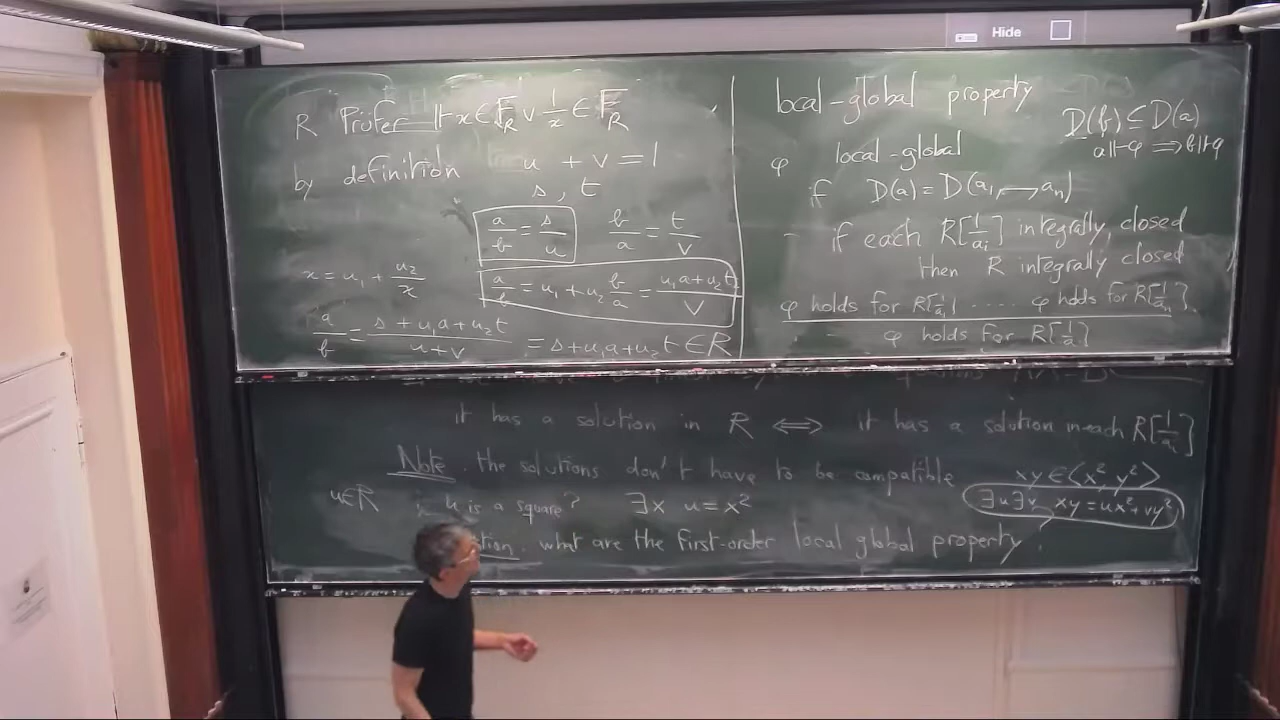 Hide
R Prüfer ⊩ x ∈ F_R ∨ 1/x ∈ F_R
by definition u + v = 1
s, t
a/b = s/u b/a = t/v
x = u₁ + u₂/x a/b = u₁ + u₂ b/a = (u₁a + u₂t)/v
a/b = (s + u₁a + u₂t)/(u + v) = s + u₁a + u₂t ∈ R
local-global property
D(b) ⊆ D(a)
a ⊩ φ ⟹ b ⊩ φ
φ local-global
if D(a) = D(a₁, ⟶, aₙ)
- if each R[1/aᵢ] integrally closed
then R integrally closed
φ holds for R[1/a₁] ..... φ holds for R[1/aₙ]
φ holds for R[1/a]
it has a solution in R ⟺ it has a solution in each R[1/aᵢ]
Note. the solutions don't have to be compatible xy ∈ ⟨x², y²⟩
u ∈ R u is a square? ∃x u = x² ∃u ∃v xy = ux² + vy²
what are the first-order local global property